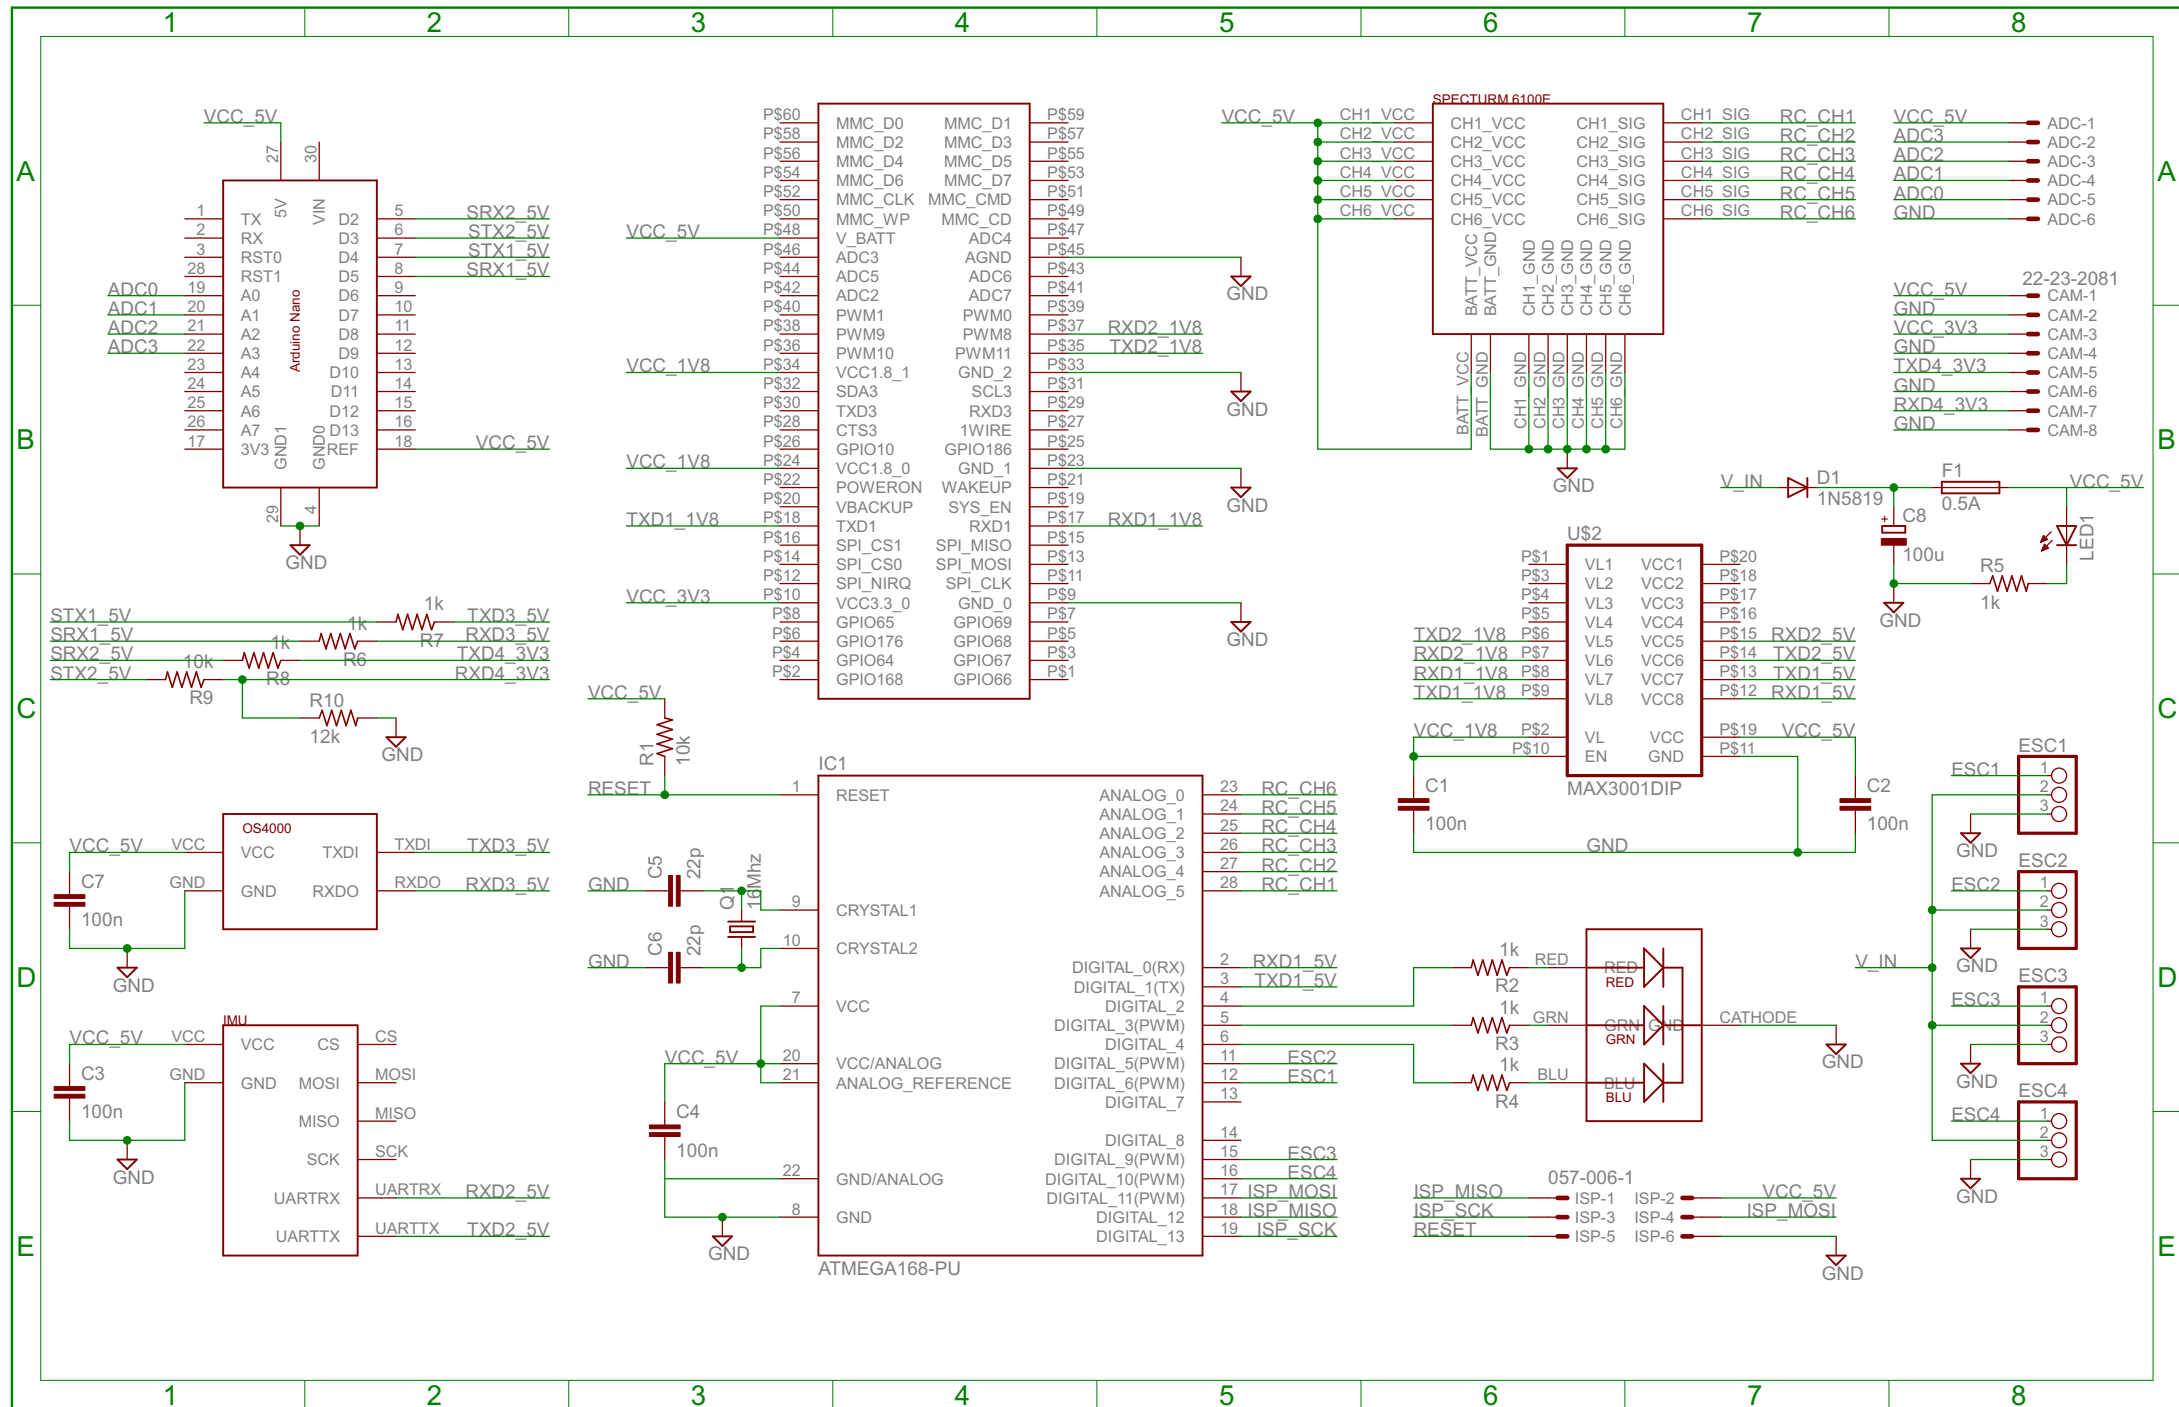 1 2 3 4 5 6 7 8
A A
B B
C C
D D
E E
VCC_5V
27 30
5V VIN
1 TX D2 5 SRX2_5V
2 RX D3 6 STX2_5V
3 RST0 D4 7 STX1_5V
28 RST1 D5 8 SRX1_5V
ADC0 19 A0 D6 9
ADC1 20 A1 D7 10
ADC2 21 A2 D8 11
ADC3 22 A3 D9 12
23 A4 D10 13
24 A5 D11 14
25 A6 D12 15
26 A7 D13 16
17 3V3 REF 18 VCC_5V
Arduino Nano
GND1 GND0
29 4
GND
STX1_5V 1k R7 TXD3_5V
SRX1_5V 1k R6 RXD3_5V
SRX2_5V 1k R8 TXD4_3V3
STX2_5V 10k R9 RXD4_3V3
R10
12k
GND
OS4000
VCC_5V VCC VCC TXDI TXDI TXD3_5V
C7 GND GND RXDO RXDO RXD3_5V
100n
GND
IMU
VCC_5V VCC VCC CS CS
C3 GND GND MOSI MOSI
100n
MISO MISO
SCK SCK
GND
UARTRX UARTRX RXD2_5V
UARTTX UARTTX TXD2_5V
P$60 MMC_D0 MMC_D1 P$59
P$58 MMC_D2 MMC_D3 P$57
P$56 MMC_D4 MMC_D5 P$55
P$54 MMC_D6 MMC_D7 P$53
P$52 MMC_CLK MMC_CMD P$51
P$50 MMC_WP MMC_CD P$49
VCC_5V P$48 V_BATT ADC4 P$47
P$46 ADC3 AGND P$45 GND
P$44 ADC5 ADC6 P$43
P$42 ADC2 ADC7 P$41
P$40 PWM1 PWM0 P$39
P$38 PWM9 PWM8 P$37 RXD2_1V8
P$36 PWM10 PWM11 P$35 TXD2_1V8
VCC_1V8 P$34 VCC1.8_1 GND_2 P$33 GND
P$32 SDA3 SCL3 P$31
P$30 TXD3 RXD3 P$29
P$28 CTS3 1WIRE P$27
P$26 GPIO10 GPIO186 P$25
VCC_1V8 P$24 VCC1.8_0 GND_1 P$23 GND
P$22 POWERON WAKEUP P$21
P$20 VBACKUP SYS_EN P$19
TXD1_1V8 P$18 TXD1 RXD1 P$17 RXD1_1V8
P$16 SPI_CS1 SPI_MISO P$15
P$14 SPI_CS0 SPI_MOSI P$13
P$12 SPI_NIRQ SPI_CLK P$11
VCC_3V3 P$10 VCC3.3_0 GND_0 P$9 GND
P$8 GPIO65 GPIO69 P$7
P$6 GPIO176 GPIO68 P$5
P$4 GPIO64 GPIO67 P$3
P$2 GPIO168 GPIO66 P$1
VCC_5V
R1 10k
IC1
RESET 1 RESET ANALOG_0 23 RC_CH6
ANALOG_1 24 RC_CH5
ANALOG_2 25 RC_CH4
ANALOG_3 26 RC_CH3
ANALOG_4 27 RC_CH2
ANALOG_5 28 RC_CH1
GND C5 22p Q1 16Mhz
9 CRYSTAL1
10 CRYSTAL2
GND C6 22p
DIGITAL_0(RX) 2 RXD1_5V
DIGITAL_1(TX) 3 TXD1_5V
7 VCC DIGITAL_2 4
DIGITAL_3(PWM) 5
DIGITAL_4 6
VCC_5V 20 VCC/ANALOG DIGITAL_5(PWM) 11 ESC2
21 ANALOG_REFERENCE DIGITAL_6(PWM) 12 ESC1
DIGITAL_7 13
C4
100n
DIGITAL_8 14
DIGITAL_9(PWM) 15 ESC3
22 GND/ANALOG DIGITAL_10(PWM) 16 ESC4
DIGITAL_11(PWM) 17 ISP_MOSI
8 GND DIGITAL_12 18 ISP_MISO
DIGITAL_13 19 ISP_SCK
GND
ATMEGA168-PU
SPECTURM 6100E
VCC_5V CH1_VCC CH1_VCC CH1_SIG CH1_SIG RC_CH1
CH2_VCC CH2_VCC CH2_SIG CH2_SIG RC_CH2
CH3_VCC CH3_VCC CH3_SIG CH3_SIG RC_CH3
CH4_VCC CH4_VCC CH4_SIG CH4_SIG RC_CH4
CH5_VCC CH5_VCC CH5_SIG CH5_SIG RC_CH5
CH6_VCC CH6_VCC CH6_SIG CH6_SIG RC_CH6
BATT_VCC BATT_GND CH1_GND CH2_GND CH3_GND CH4_GND CH5_GND CH6_GND
BATT_VCC BATT_GND CH1_GND CH2_GND CH3_GND CH4_GND CH5_GND CH6_GND
GND
VCC_5V ADC-1
ADC3 ADC-2
ADC2 ADC-3
ADC1 ADC-4
ADC0 ADC-5
GND ADC-6
22-23-2081
VCC_5V CAM-1
GND CAM-2
VCC_3V3 CAM-3
GND CAM-4
TXD4_3V3 CAM-5
GND CAM-6
RXD4_3V3 CAM-7
GND CAM-8
V_IN D1 1N5819 F1 0.5A VCC_5V
+ C8 100u LED1
R5 1k
GND
U$2
P$1 VL1 VCC1 P$20
P$3 VL2 VCC2 P$18
P$4 VL3 VCC3 P$17
P$5 VL4 VCC4 P$16
TXD2_1V8 P$6 VL5 VCC5 P$15 RXD2_5V
RXD2_1V8 P$7 VL6 VCC6 P$14 TXD2_5V
RXD1_1V8 P$8 VL7 VCC7 P$13 TXD1_5V
TXD1_1V8 P$9 VL8 VCC8 P$12 RXD1_5V
VCC_1V8 P$2 VL VCC P$19 VCC_5V
P$10 EN GND P$11
MAX3001DIP
C1 100n C2 100n
GND
1k RED RED
R2 RED
1k GRN GRN GND CATHODE
R3 GRN GND
1k BLU BLU
R4 BLU
057-006-1
ISP_MISO ISP-1 ISP-2 VCC_5V
ISP_SCK ISP-3 ISP-4 ISP_MOSI
RESET ISP-5 ISP-6
GND
ESC1
ESC1 1
2
3
GND
ESC2
ESC2 1
2
3
GND
V_IN
ESC3
ESC3 1
2
3
GND
ESC4
ESC4 1
2
3
GND
1 2 3 4 5 6 7 8